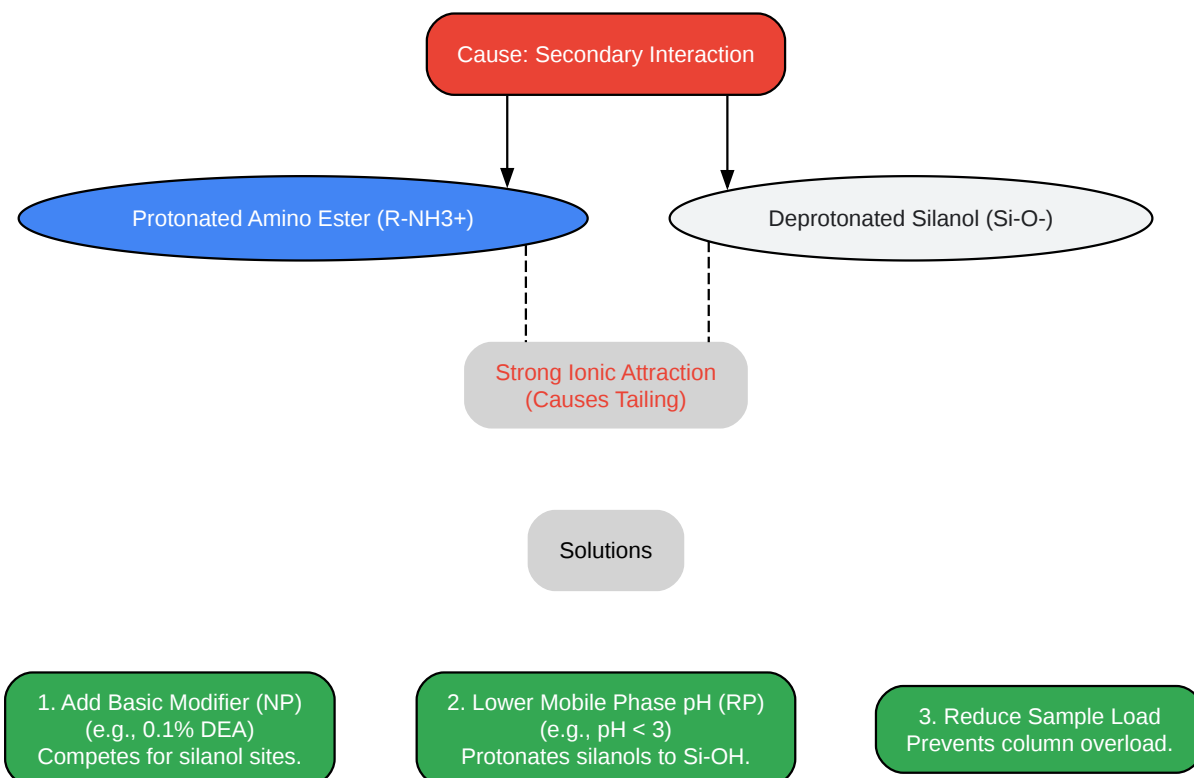 Cause: Secondary Interaction
Protonated Amino Ester (R-NH3+)
Deprotonated Silanol (Si-O-)
Strong Ionic Attraction
(Causes Tailing)
Solutions
1. Add Basic Modifier (NP)
(e.g., 0.1% DEA)
Competes for silanol sites.
2. Lower Mobile Phase pH (RP)
(e.g., pH < 3)
Protonates silanols to Si-OH.
3. Reduce Sample Load
Prevents column overload.